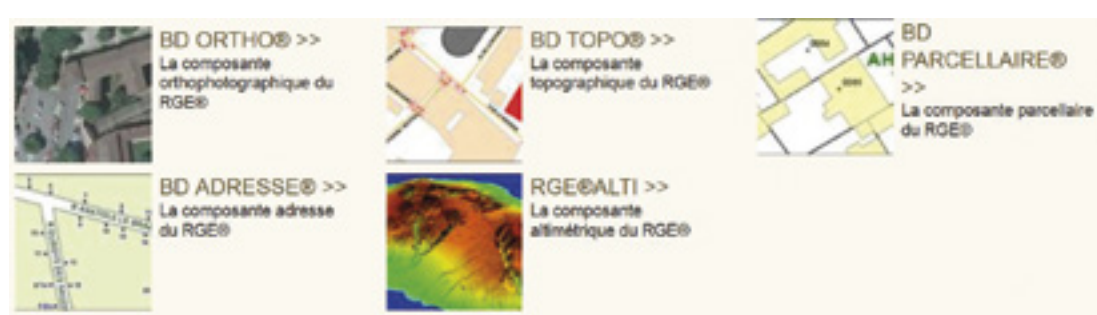 BD ORTHO® >>
La composante
orthophotographique du
RGE®
BD TOPO® >>
La composante
topographique du RGE®
BD
PARCELLAIRE®
>>
La composante parcellaire
du RGE®
AH
BD ADRESSE® >>
La composante adresse
du RGE®
RGE®ALTI >>
La composante
altimétrique du RGE®